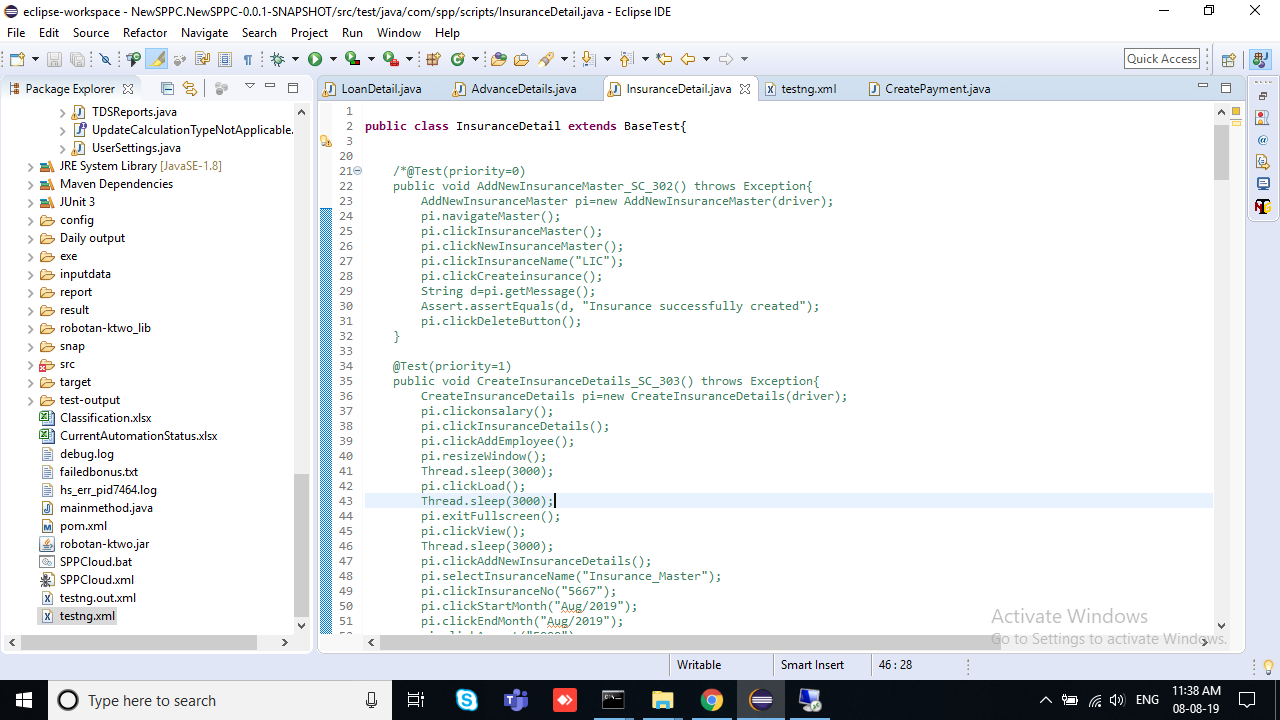 eclipse-workspace - NewSPPC.NewSPPC-0.0.1-SNAPSHOT/src/test/java/com/spp/scripts/InsuranceDetail.java - Eclipse IDE
File Edit Source Refactor Navigate Search Project Run Window Help
Quick Access
Package Explorer
LoanDetail.java AdvanceDetails.java InsuranceDetail.java testng.xml CreatePayment.java
TDSReports.java
UpdateCalculationTypeNotApplicable.
UserSettings.java
JRE System Library [JavaSE-1.8]
Maven Dependencies
JUnit 3
config
Daily output
exe
inputdata
report
result
robotan-ktwo_lib
snap
src
target
test-output
Classification.xlsx
CurrentAutomationStatus.xlsx
debug.log
failedbonus.txt
hs_err_pid7464.log
mainmethod.java
pom.xml
robotan-ktwo.jar
SPPCloud.bat
SPPCloud.xml
testng.out.xml
testng.xml
1
2 public class InsuranceDetail extends BaseTest{
3
20
21 /*@Test(priority=0)
22 public void AddNewInsuranceMaster_SC_302() throws Exception{
23 AddNewInsuranceMaster pi=new AddNewInsuranceMaster(driver);
24 pi.navigateMaster();
25 pi.clickInsuranceMaster();
26 pi.clickNewInsuranceMaster();
27 pi.clickInsuranceName("LIC");
28 pi.clickCreateinsurance();
29 String d=pi.getMessage();
30 Assert.assertEquals(d, "Insurance successfully created");
31 pi.clickDeleteButton();
32 }
33
34 @Test(priority=1)
35 public void CreateInsuranceDetails_SC_303() throws Exception{
36 CreateInsuranceDetails pi=new CreateInsuranceDetails(driver);
37 pi.clickonsalary();
38 pi.clickInsuranceDetails();
39 pi.clickAddEmployee();
40 pi.resizeWindow();
41 Thread.sleep(3000);
42 pi.clickLoad();
43 Thread.sleep(3000);
44 pi.exitFullscreen();
45 pi.clickView();
46 Thread.sleep(3000);
47 pi.clickAddNewInsuranceDetails();
48 pi.selectInsuranceName("Insurance_Master");
49 pi.clickInsuranceNo("5667");
50 pi.clickStartMonth("Aug/2019");
51 pi.clickEndMonth("Aug/2019");
Activate Windows
Go to Settings to activate Windows.
Writable Smart Insert 46 : 28
Type here to search
ENG
11:38 AM
08-08-19